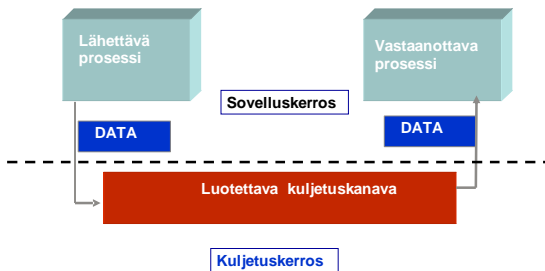 Lähettävä
prosessi
Vastaanottava
prosessi
Sovelluskerros
DATA
DATA
Luotettava kuljetuskanava
Kuljetuskerros